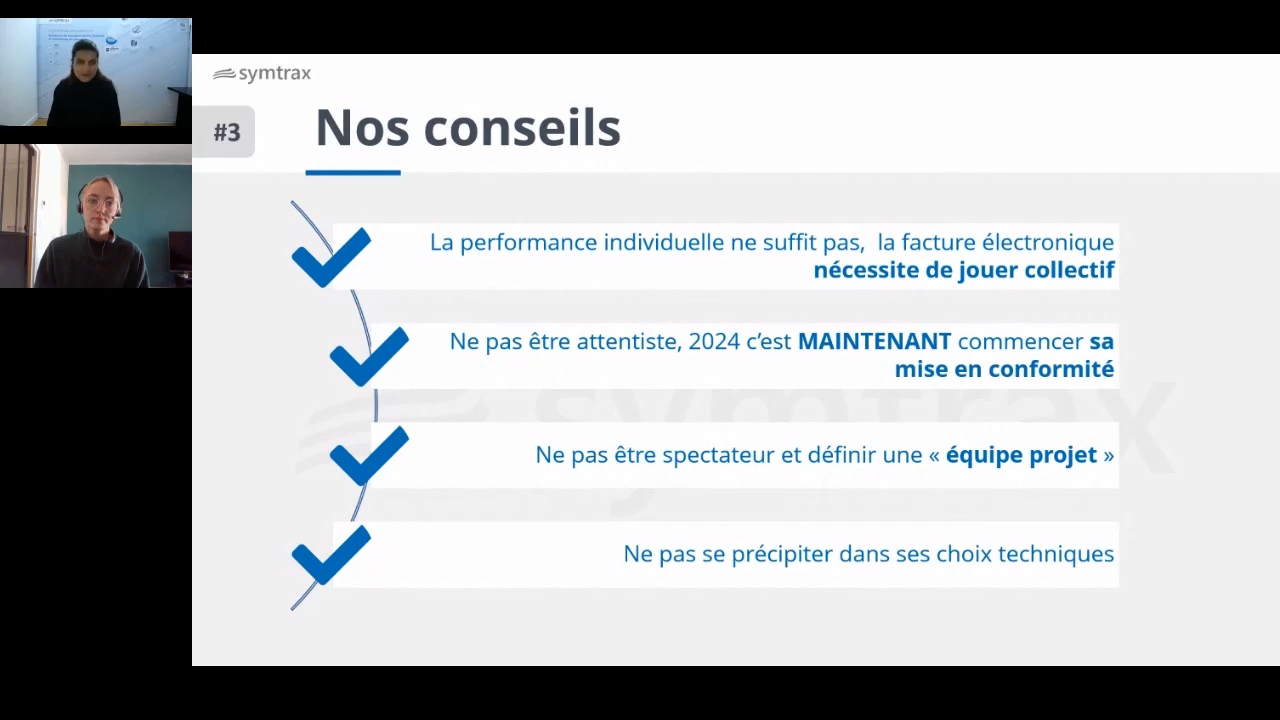 symtrax
#3
Nos conseils
La performance individuelle ne suffit pas,  la facture électronique
nécessite de jouer collectif
Ne pas être attentiste, 2024 c’est MAINTENANT commencer sa
mise en conformité
Ne pas être spectateur et définir une « équipe projet »
Ne pas se précipiter dans ses choix techniques
symtrax